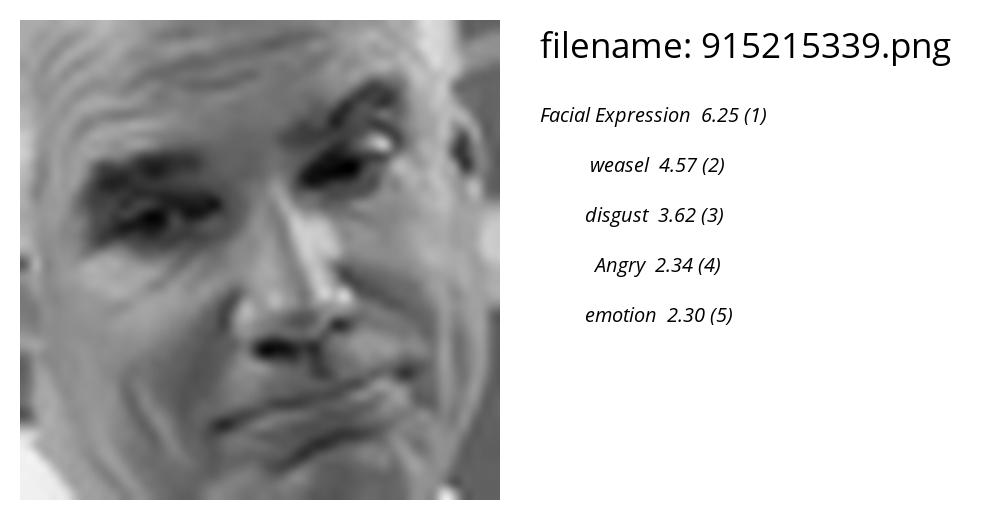 filename: 915215339.png
Facial Expression 6.25 (1)
weasel 4.57 (2)
disgust 3.62 (3)
Angry 2.34 (4)
emotion 2.30 (5)